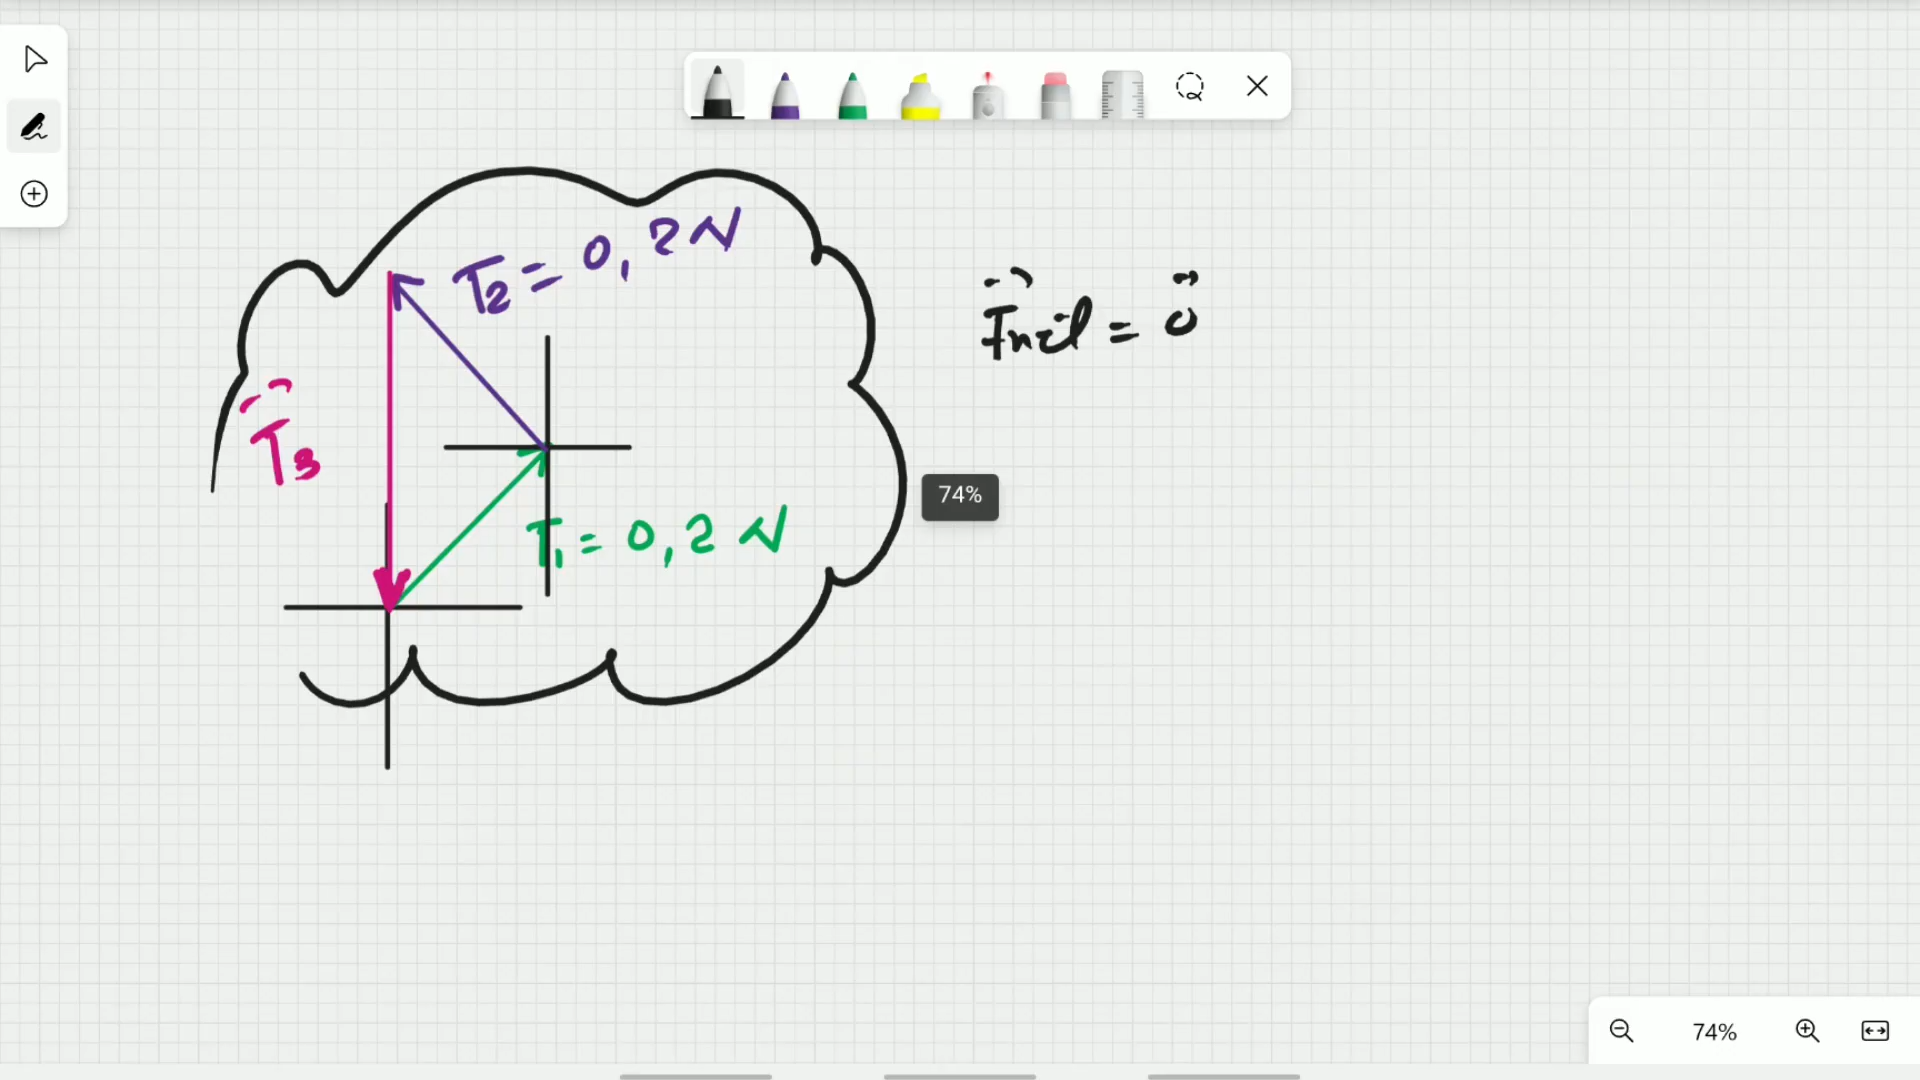 T₂ = 0,2 N
Fnet = 0
T₃
74%
T₁ = 0,2 N
74%